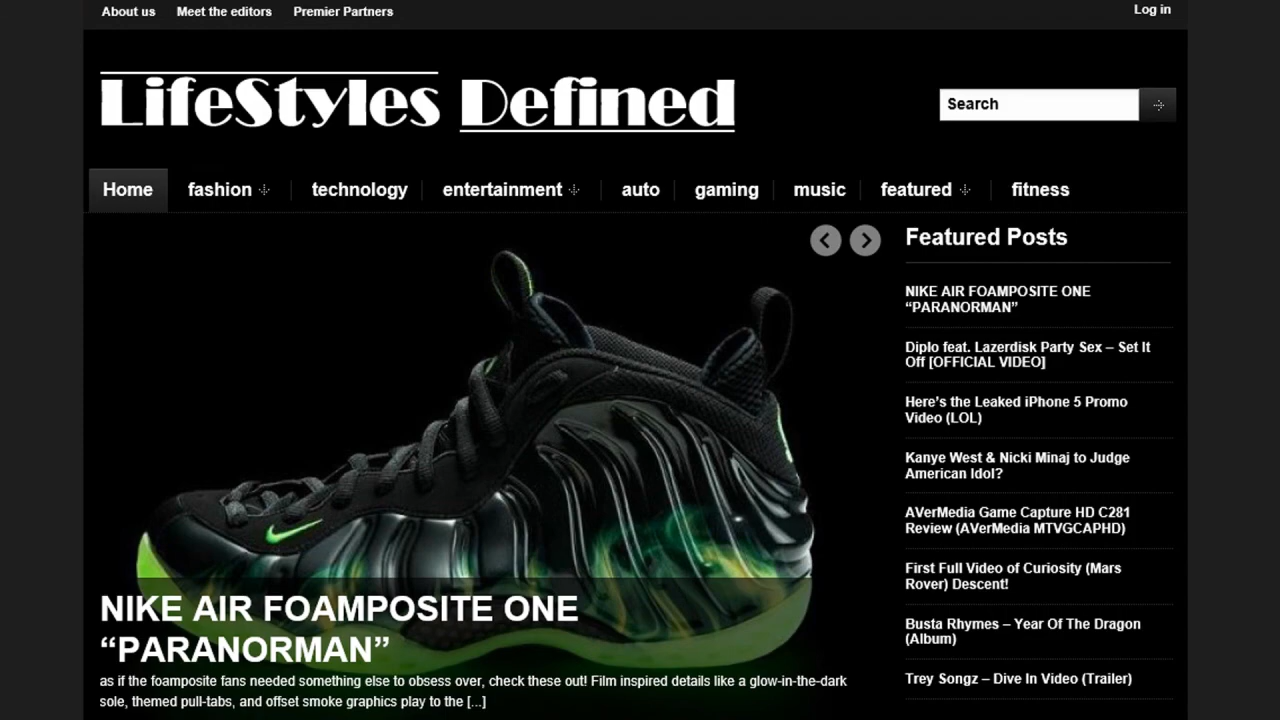 About us Meet the editors Premier Partners Log in
LifeStyles Defined
Search
Home fashion technology entertainment auto gaming music featured fitness
Featured Posts
NIKE AIR FOAMPOSITE ONE
“PARANORMAN”
Diplo feat. Lazerdisk Party Sex – Set It
Off [OFFICIAL VIDEO]
Here’s the Leaked iPhone 5 Promo
Video (LOL)
Kanye West & Nicki Minaj to Judge
American Idol?
AVerMedia Game Capture HD C281
Review (AVerMedia MTVGCAPHD)
First Full Video of Curiosity (Mars
Rover) Descent!
Busta Rhymes – Year Of The Dragon
(Album)
Trey Songz – Dive In Video (Trailer)
NIKE AIR FOAMPOSITE ONE
“PARANORMAN”
as if the foamposite fans needed something else to obsess over, check these out! Film inspired details like a glow-in-the-dark
sole, themed pull-tabs, and offset smoke graphics play to the [...]